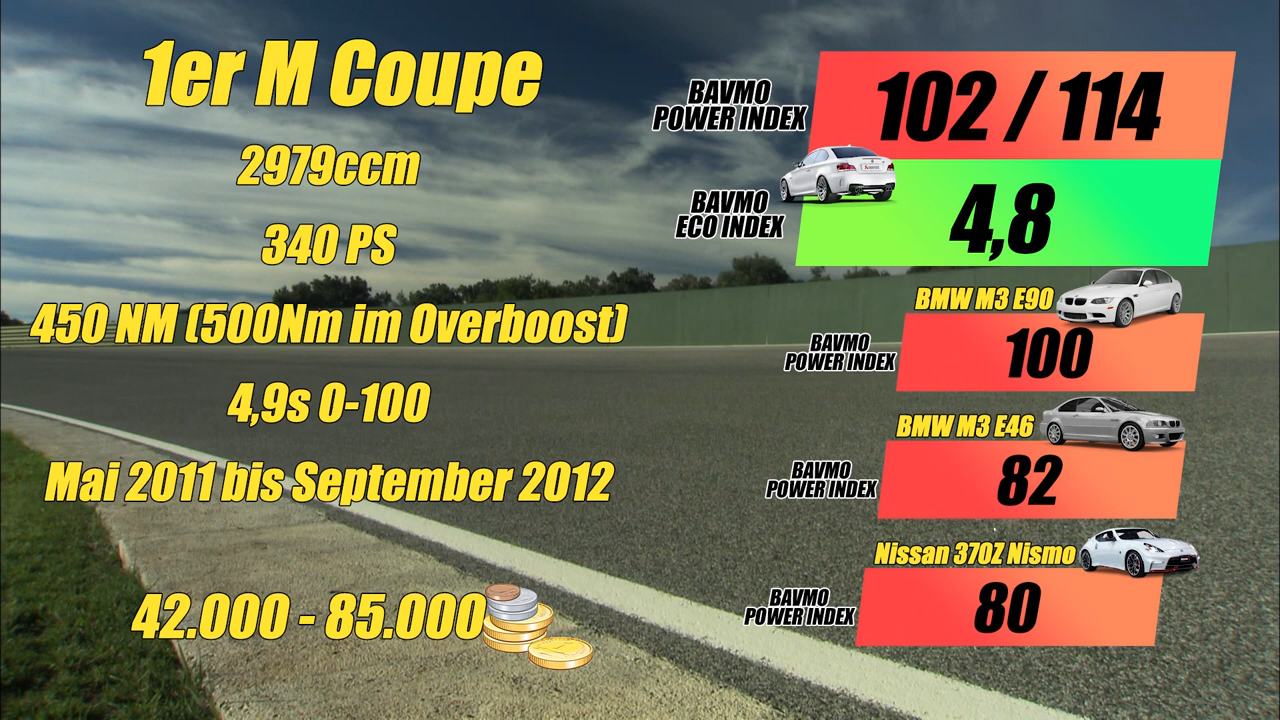 1er M Coupe
2979ccm
340 PS
450 NM (500Nm im Overboost)
4,9s 0-100
Mai 2011 bis September 2012
42.000 - 85.000
BAVMO
POWER INDEX
102 / 114
BAVMO
ECO INDEX
4,8
BMW M3 E90
BAVMO
POWER INDEX
100
BMW M3 E46
BAVMO
POWER INDEX
82
Nissan 370Z Nismo
BAVMO
POWER INDEX
80